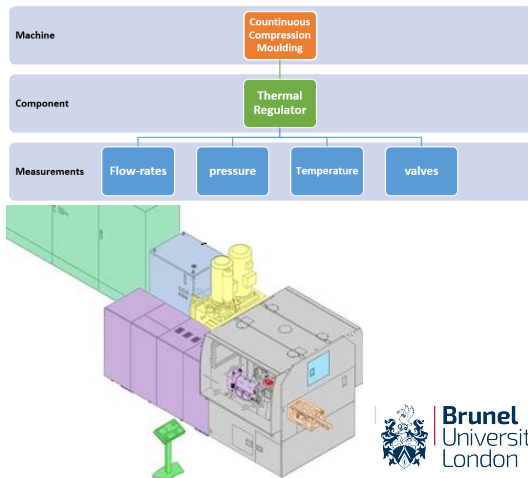 Machine
Countinuous
Compression
Moulding
Component
Thermal
Regulator
Measurements
Flow-rates
pressure
Temperature
valves
Brunel
Universit
London